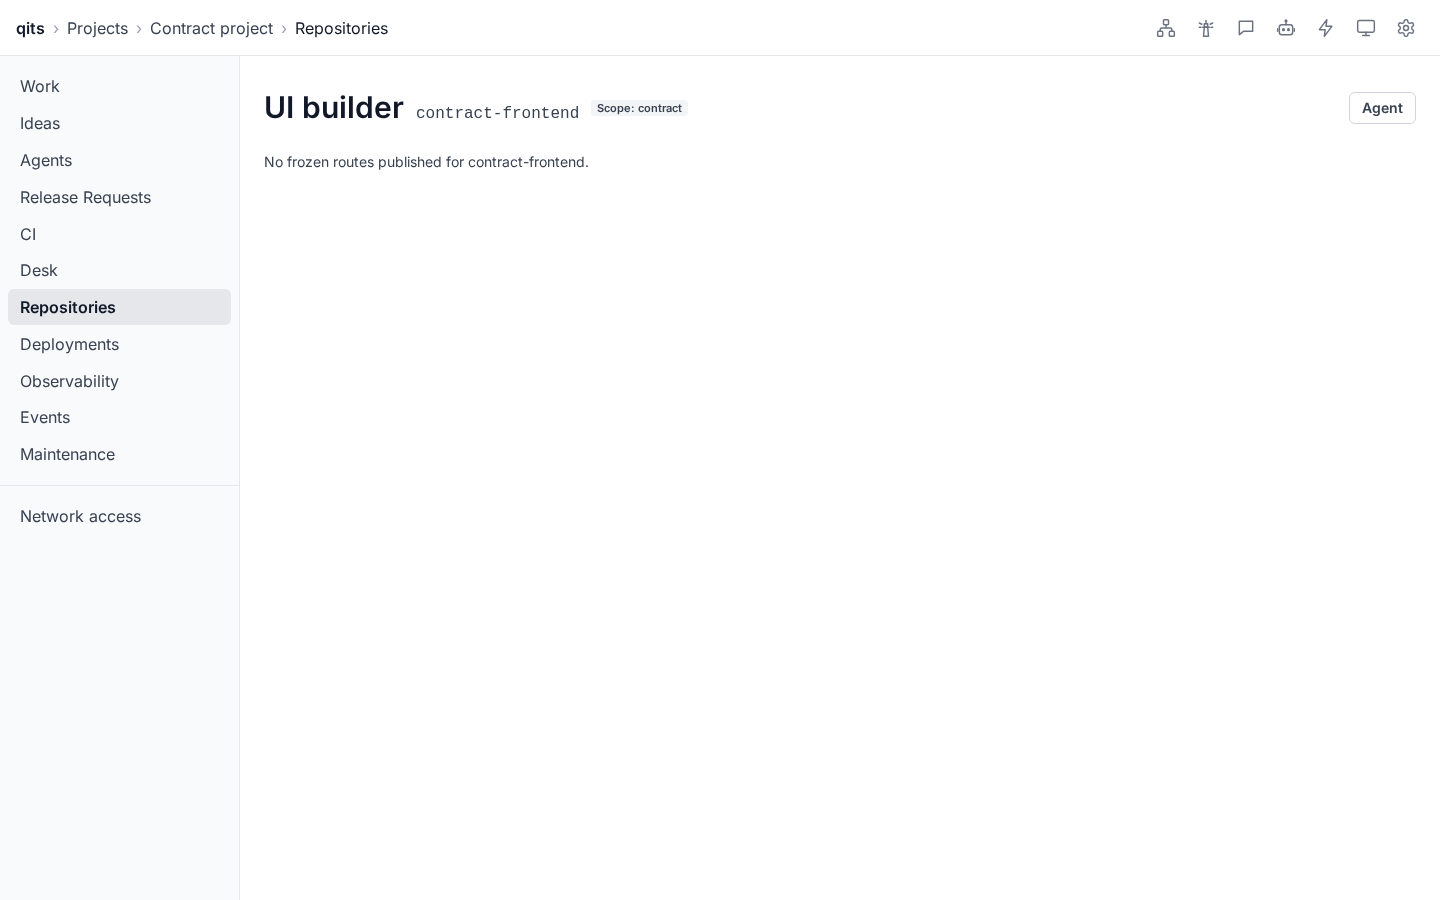 qits › Projects › Contract project › Repositories
Work
Ideas
Agents
Release Requests
CI
Desk
Repositories
Deployments
Observability
Events
Maintenance
Network access
UI builder contract-frontend Scope: contract
Agent
No frozen routes published for contract-frontend.